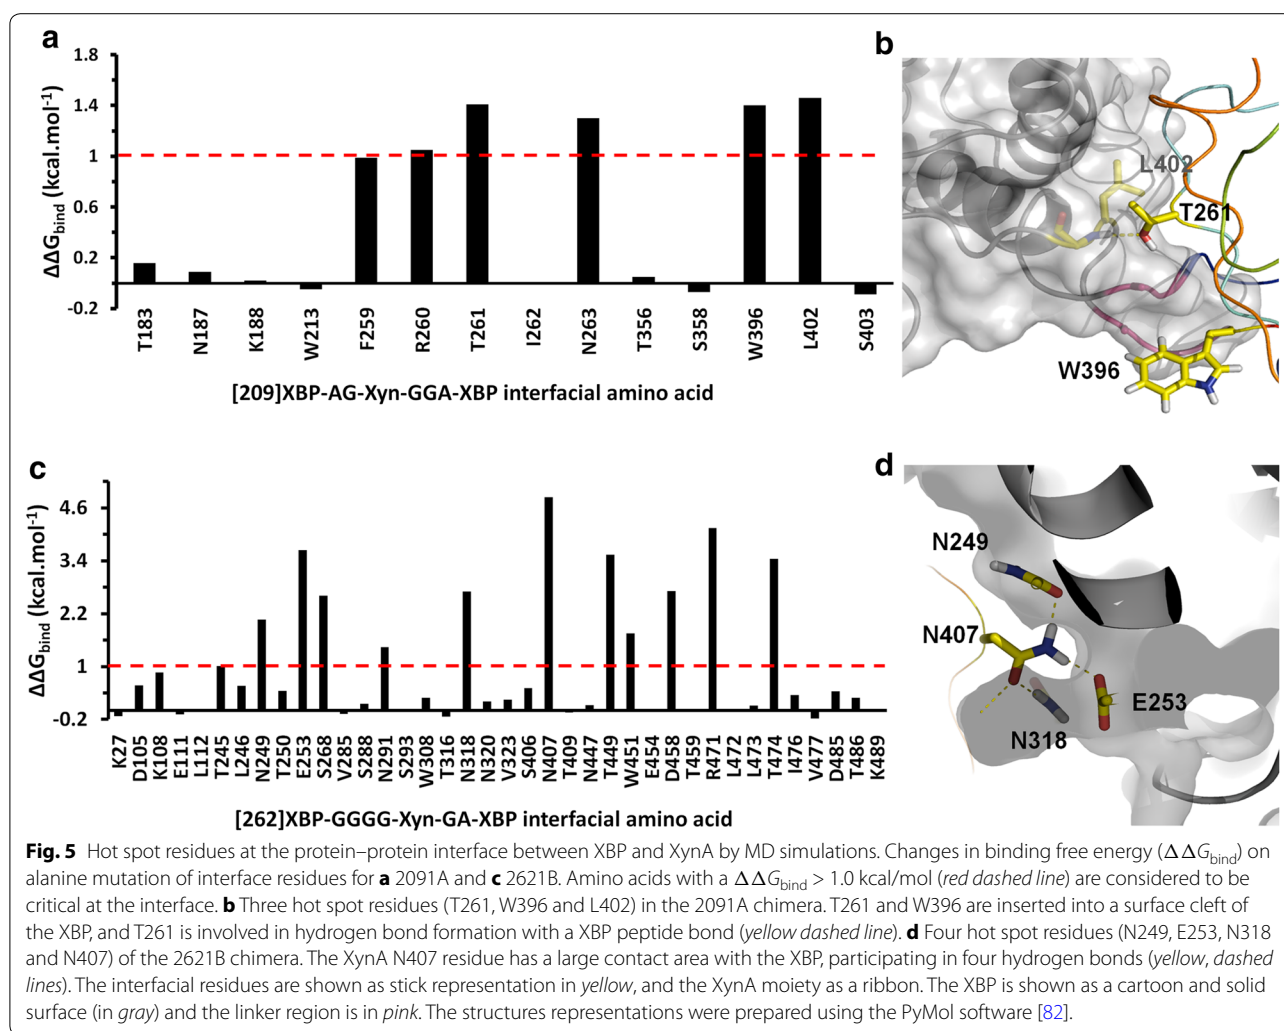 a
1.8
1.4
1
0.6
0.2
-0.2
ΔΔGbind (kcal.mol-1)
T183 N187 K188 W213 F259 R260 T261 I262 N263 T356 S358 W396 L402 S403
[209]XBP-AG-Xyn-GGA-XBP interfacial amino acid
b
L402
T261
W396
c
4.6
3.4
2.2
1
-0.2
ΔΔGbind (kcal.mol-1)
K27 D105 K108 E111 L112 T245 L246 N249 T250 E253 S268 V285 S288 N291 S293 W308 T316 N318 N320 V323 S406 N407 T409 N447 T449 W451 E454 D458 T459 R471 L472 L473 T474 I476 V477 D485 T486 K489
[262]XBP-GGGG-Xyn-GA-XBP interfacial amino acid
d
N249
N407
E253
N318
Fig. 5 Hot spot residues at the protein–protein interface between XBP and XynA by MD simulations. Changes in binding free energy (ΔΔGbind) on
alanine mutation of interface residues for a 2091A and c 2621B. Amino acids with a ΔΔGbind > 1.0 kcal/mol (red dashed line) are considered to be
critical at the interface. b Three hot spot residues (T261, W396 and L402) in the 2091A chimera. T261 and W396 are inserted into a surface cleft of
the XBP, and T261 is involved in hydrogen bond formation with a XBP peptide bond (yellow dashed line). d Four hot spot residues (N249, E253, N318
and N407) of the 2621B chimera. The XynA N407 residue has a large contact area with the XBP, participating in four hydrogen bonds (yellow, dashed
lines). The interfacial residues are shown as stick representation in yellow, and the XynA moiety as a ribbon. The XBP is shown as a cartoon and solid
surface (in gray) and the linker region is in pink. The structures representations were prepared using the PyMol software [82].